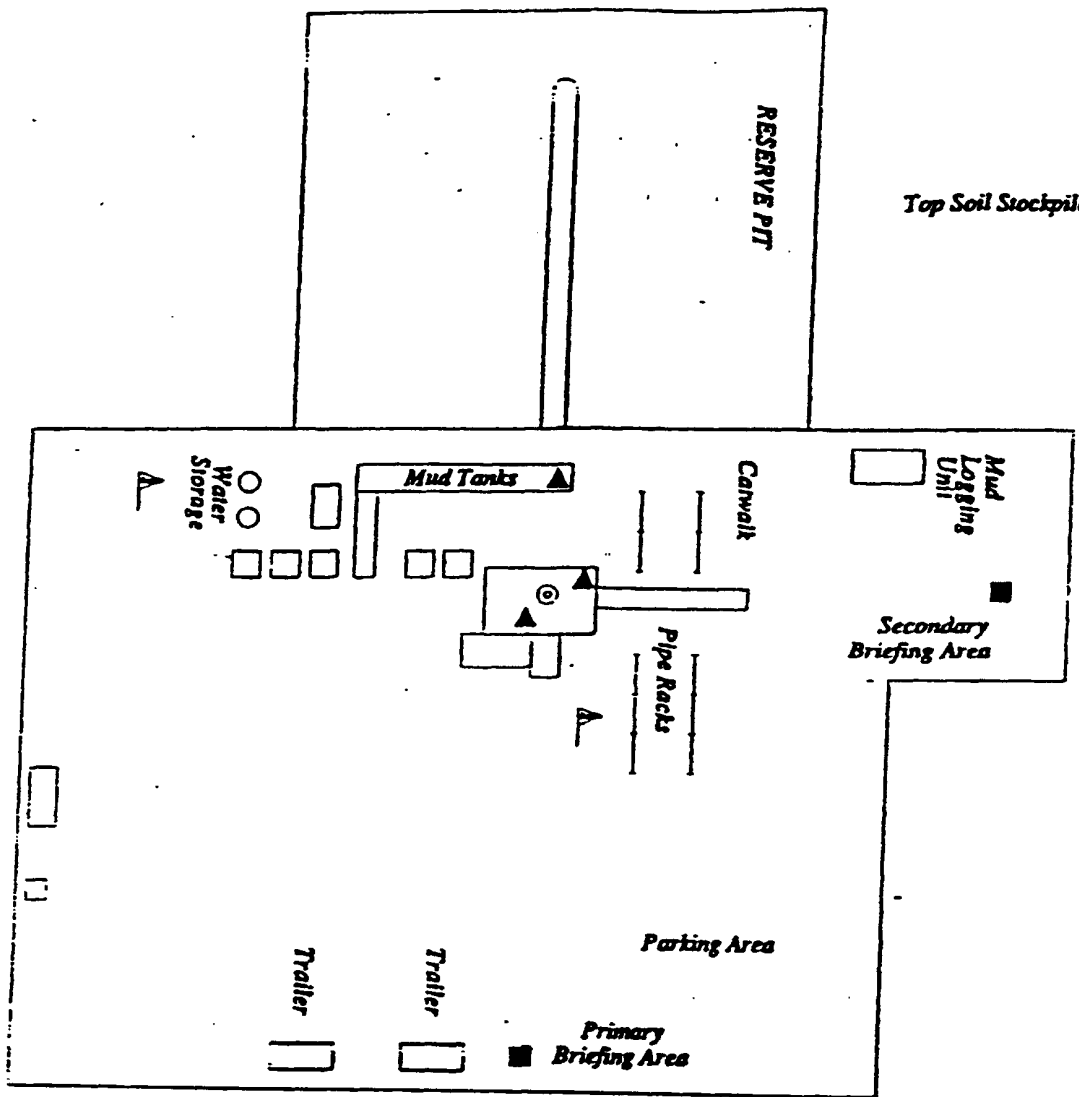 RESERVE PIT
Top Soil Stockpil
Mud Tanks
Water
Storage
Catwalk
Mud
Logging
Unit
Secondary
Briefing Area
Pipe Racks
Parking Area
Trailer
Trailer
Primary
Briefing Area